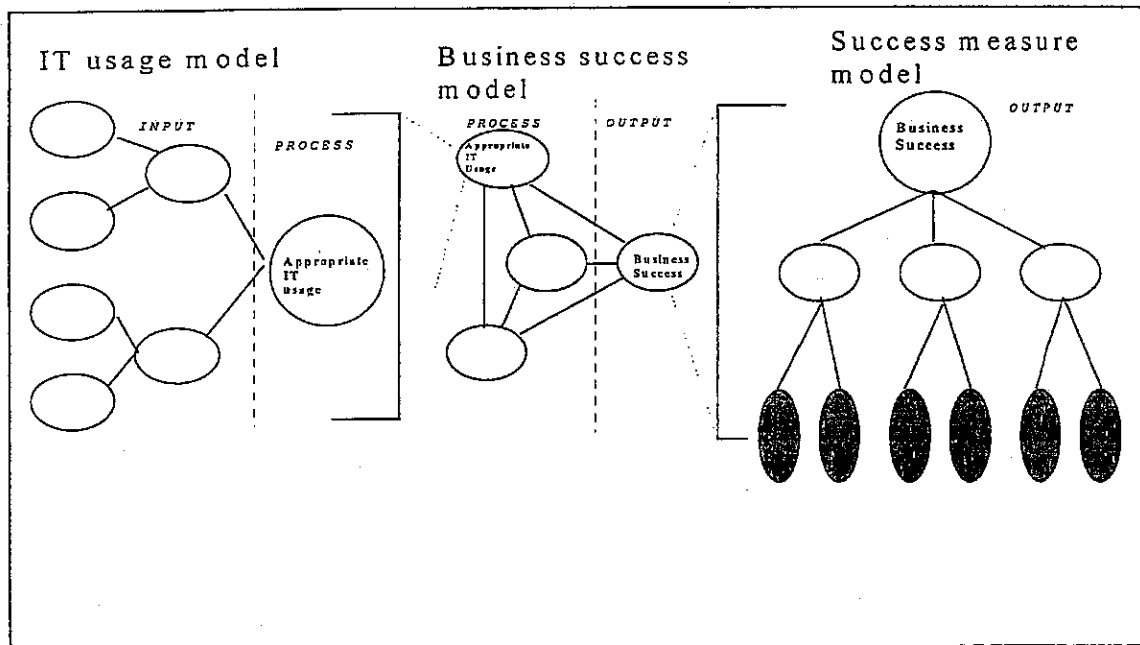 IT usage model
INPUT
PROCESS
Appropriate
IT
usage
Business success
model
PROCESS
OUTPUT
Appropriate
IT
Usage
Business
Success
Success measure
model
OUTPUT
Business
Success